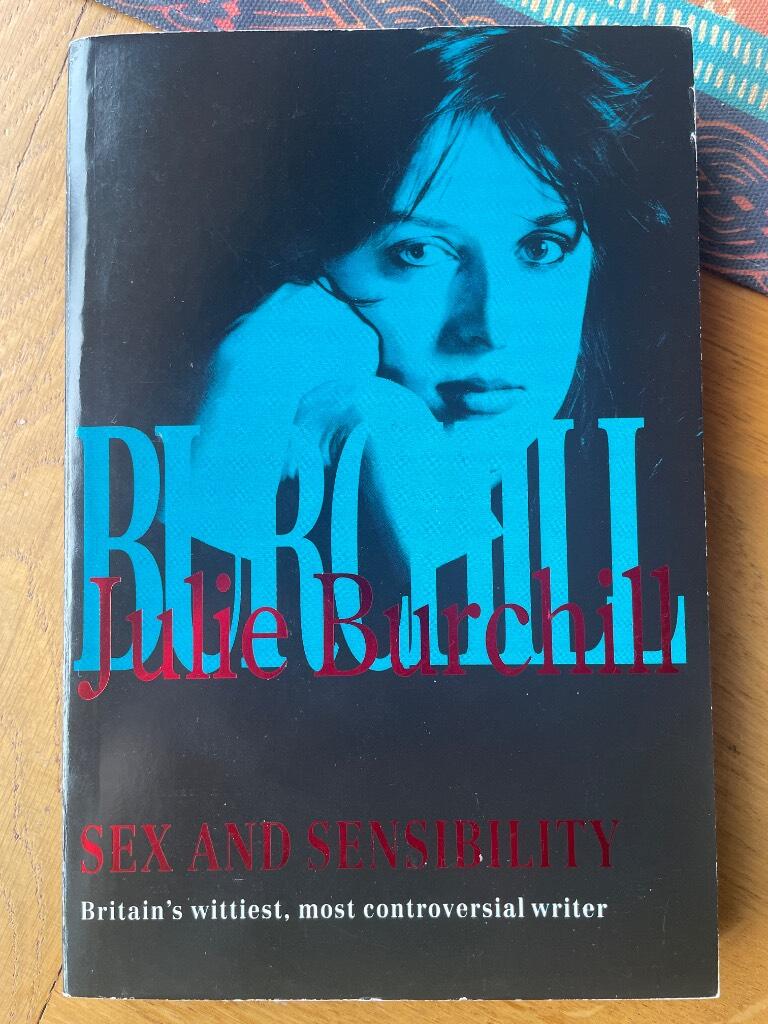 BURCHILL
Julie Burchill
SEX AND SENSIBILITY
Britain's wittiest, most controversial writer